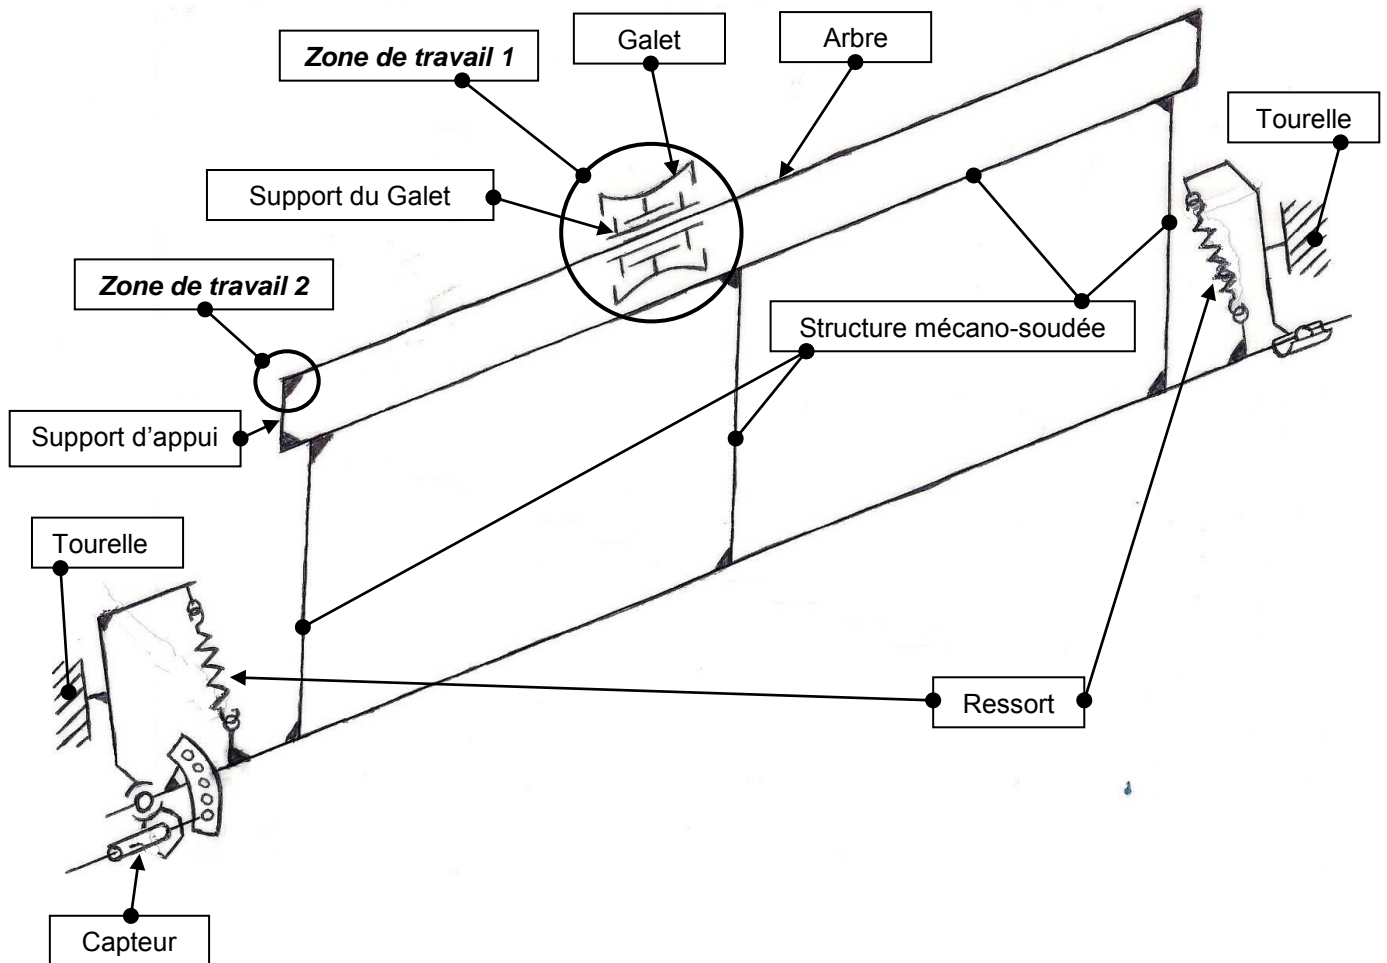 Zone de travail 1
Galet
Arbre
Tourelle
Support du Galet
Zone de travail 2
Structure mécano-soudée
Support d'appui
Tourelle
Ressort
Capteur